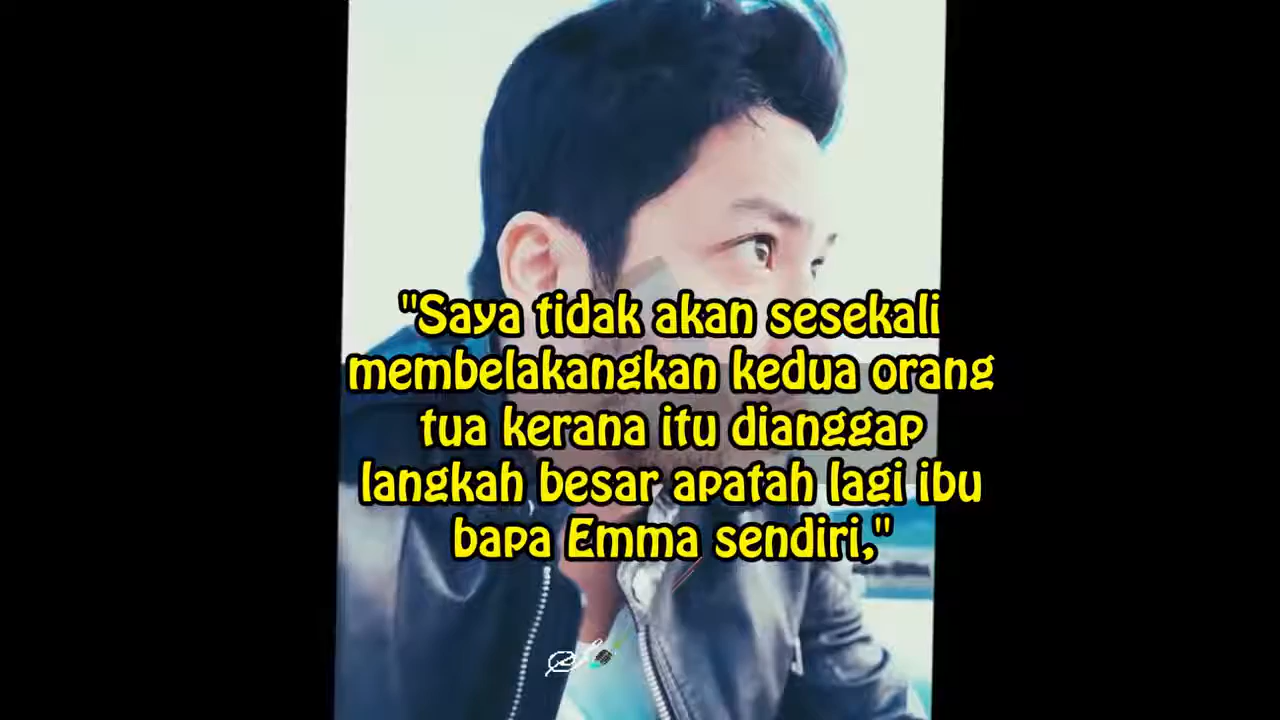 "Saya tidak akan sesekali
membelakangkan kedua orang
tua kerana itu dianggap
langkah besar apatah lagi ibu
bapa Emma sendiri,"